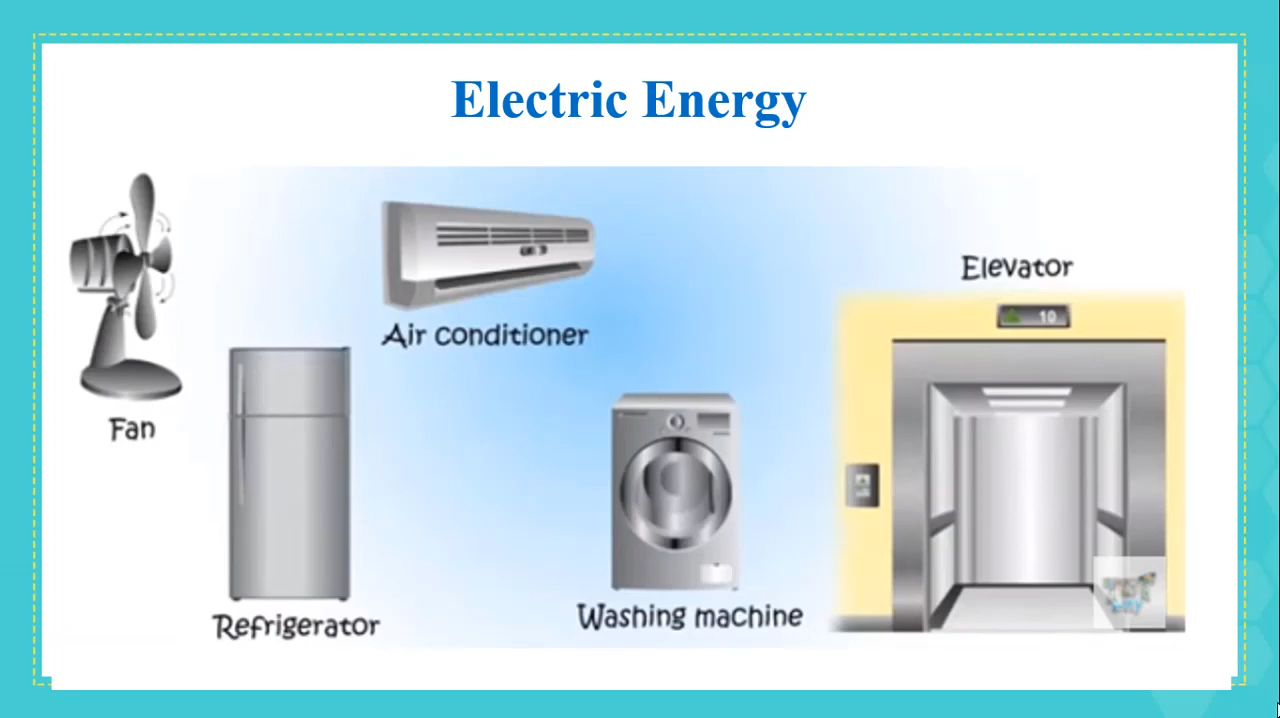 Electric Energy
Elevator
10
Air conditioner
Fan
Washing machine
Refrigerator